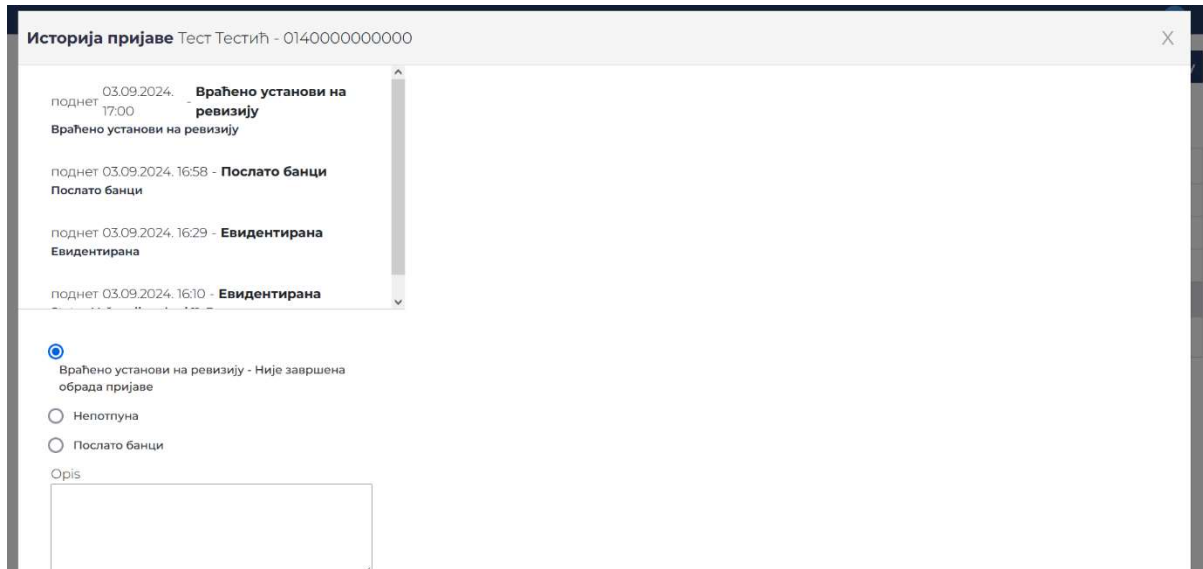 Историја пријаве Тест Тестић - 0140000000000 X
поднет 03.09.2024. 17:00 - Враћено установи на ревизију
Враћено установи на ревизију
поднет 03.09.2024. 16:58 - Послато банци
Послато банци
поднет 03.09.2024. 16:29 - Евидентирана
Евидентирана
поднет 03.09.2024. 16:10 - Евидентирана
Враћено установи на ревизију - Није завршена
обрада пријаве
Непотпуна
Послато банци
Opis